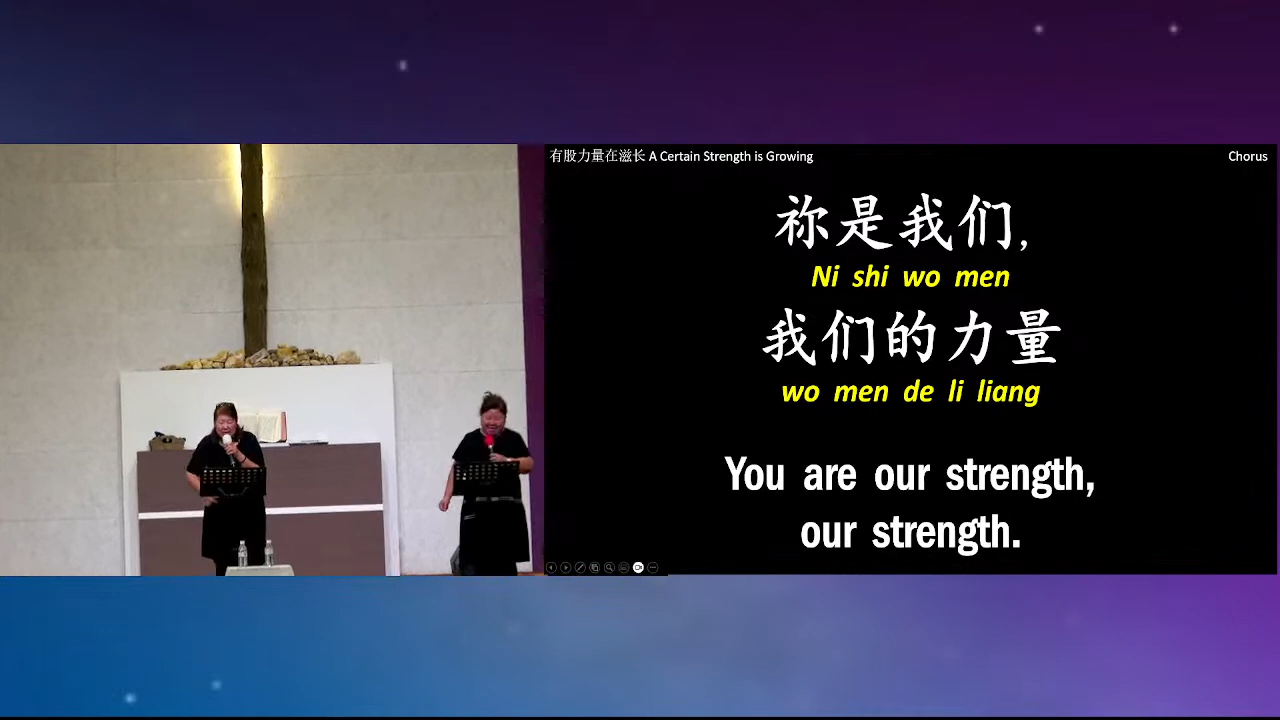 有股力量在滋长 A Certain Strength is Growing
Chorus
祢是我们,
Ni shi wo men
我们的力量
wo men de li liang
You are our strength,
our strength.